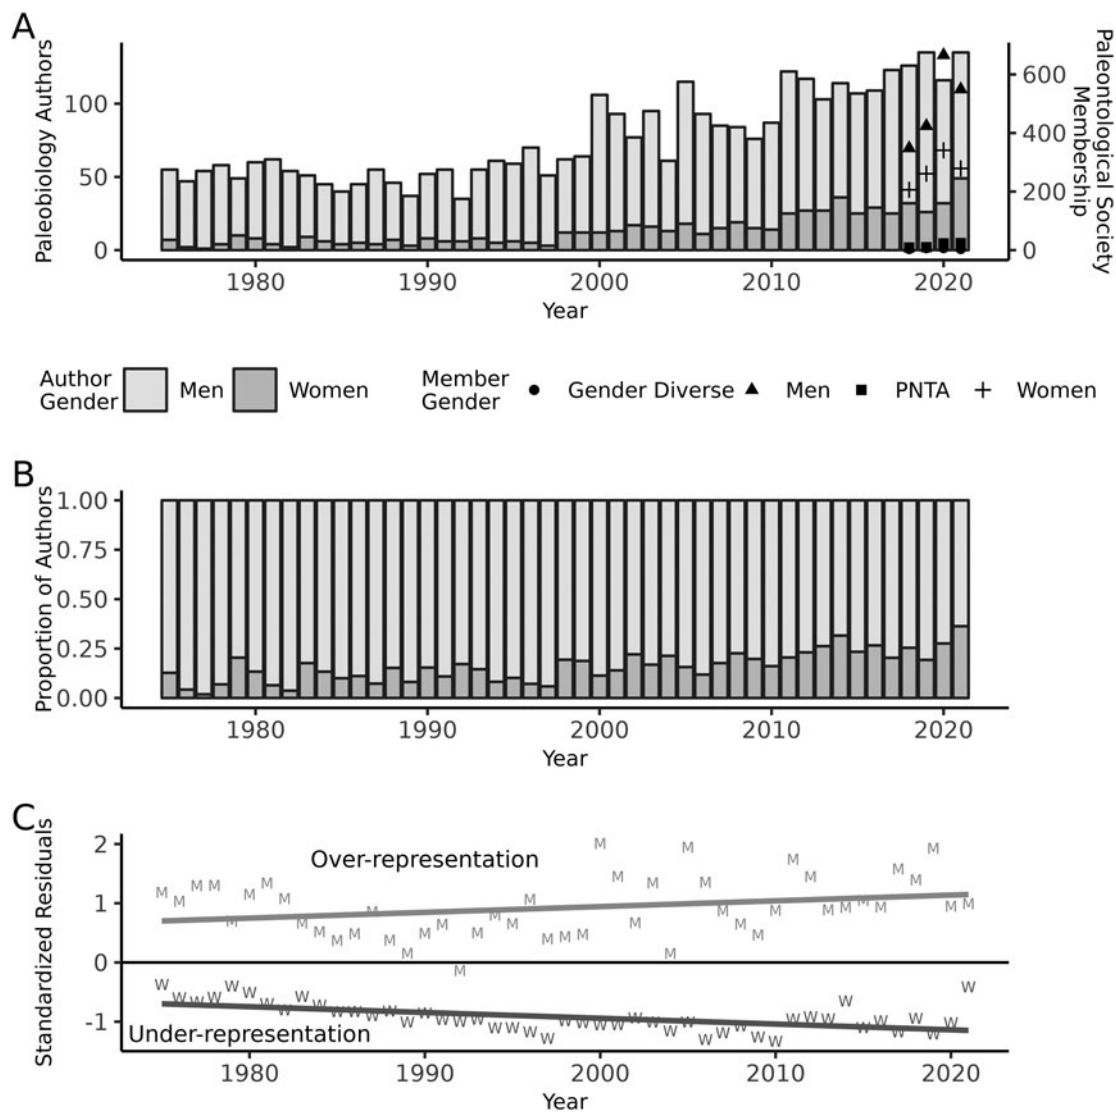 A
Paleobiology Authors
100
50
0
600
400
200
0
Paleontological Society
Membership
1980
1990
2000
2010
2020
Year
Author
Gender
Men
Women
Member
Gender
Gender Diverse
Men
PNTA
Women
B
Proportion of Authors
1.00
0.75
0.50
0.25
0.00
1980
1990
2000
2010
2020
Year
C
Standardized Residuals
2
1
0
-1
Over-representation
Under-representation
M M M M M M M M M M M M M M M M M M M M M M M M M M M M M M M M M M M M M M M M M M M M M M M
W W W W W W W W W W W W W W W W W W W W W W W W W W W W W W W W W W W W W W W W W W W W W W W
1980
1990
2000
2010
2020
Year